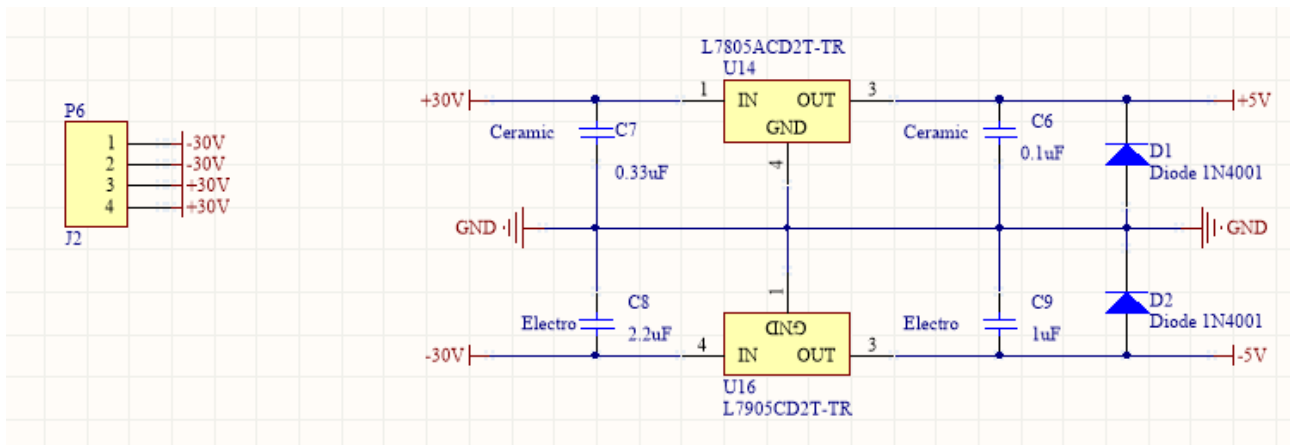 P6
1
-30V
2
-30V
3
+30V
4
+30V
J2
L7805ACD2T-TR
U14
+30V
1
IN
OUT
GND
3
4
+5V
Ceramic
C7
0.33uF
Ceramic
C6
0.1uF
D1
Diode 1N4001
GND
GND
Electro
C8
2.2uF
1
GND
Electro
C9
1uF
D2
Diode 1N4001
-30V
4
IN
OUT
3
-5V
U16
L7905CD2T-TR